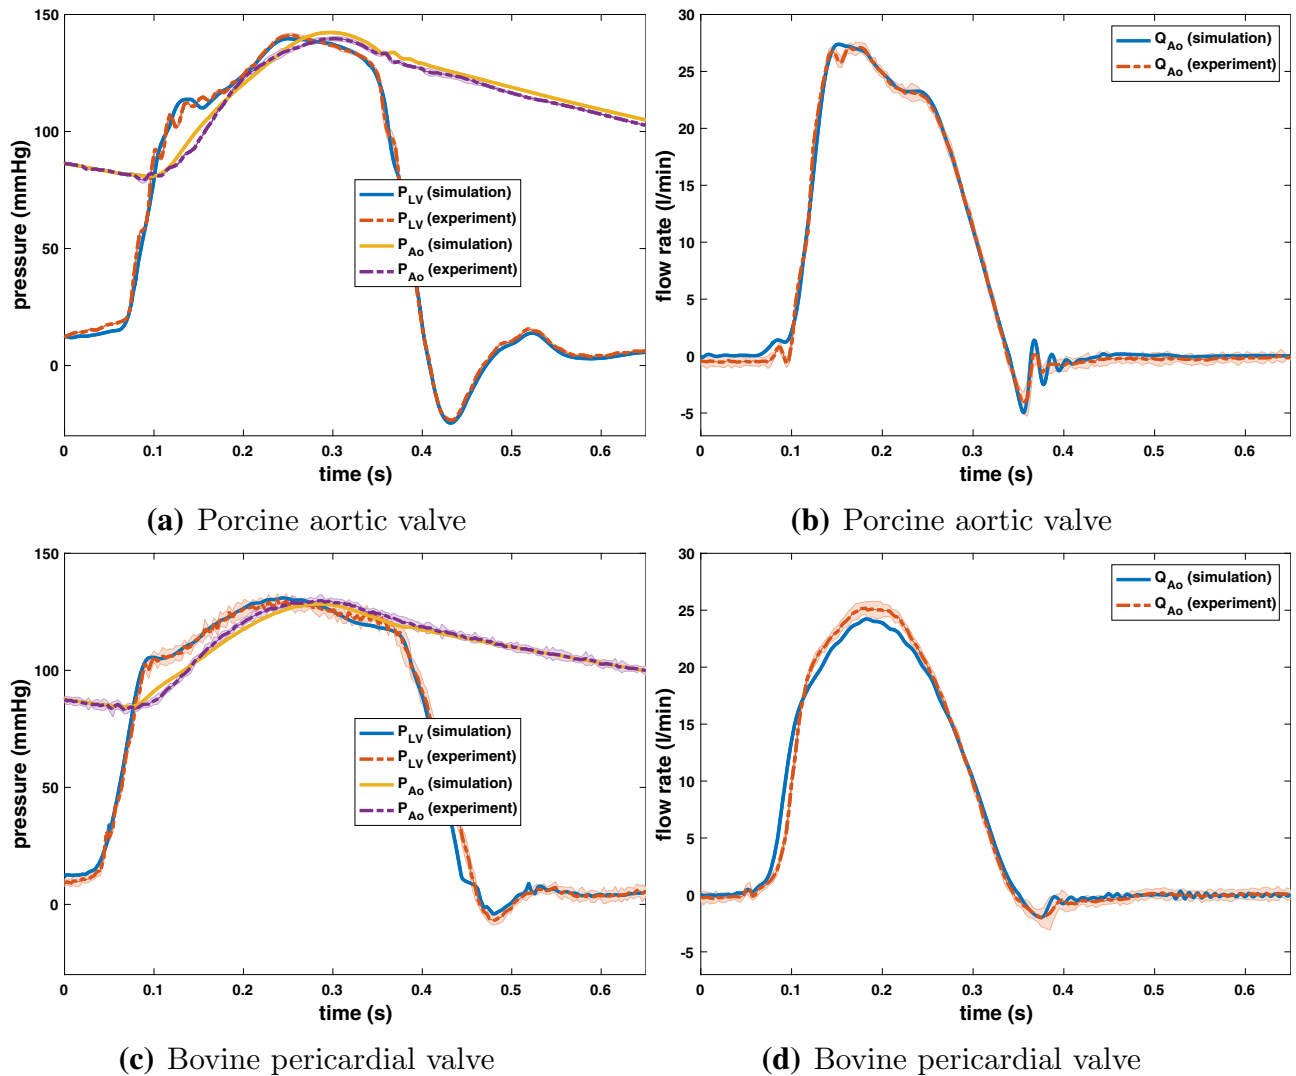 150
100
50
0
pressure (mmHg)
P_LV (simulation)
P_LV (experiment)
P_Ao (simulation)
P_Ao (experiment)
0 0.1 0.2 0.3 0.4 0.5 0.6
time (s)
(a) Porcine aortic valve
30
25
20
15
10
5
0
-5
flow rate (l/min)
Q_Ao (simulation)
Q_Ao (experiment)
0 0.1 0.2 0.3 0.4 0.5 0.6
time (s)
(b) Porcine aortic valve
150
100
50
0
pressure (mmHg)
P_LV (simulation)
P_LV (experiment)
P_Ao (simulation)
P_Ao (experiment)
0 0.1 0.2 0.3 0.4 0.5 0.6
time (s)
(c) Bovine pericardial valve
30
25
20
15
10
5
0
-5
flow rate (l/min)
Q_Ao (simulation)
Q_Ao (experiment)
0 0.1 0.2 0.3 0.4 0.5 0.6
time (s)
(d) Bovine pericardial valve